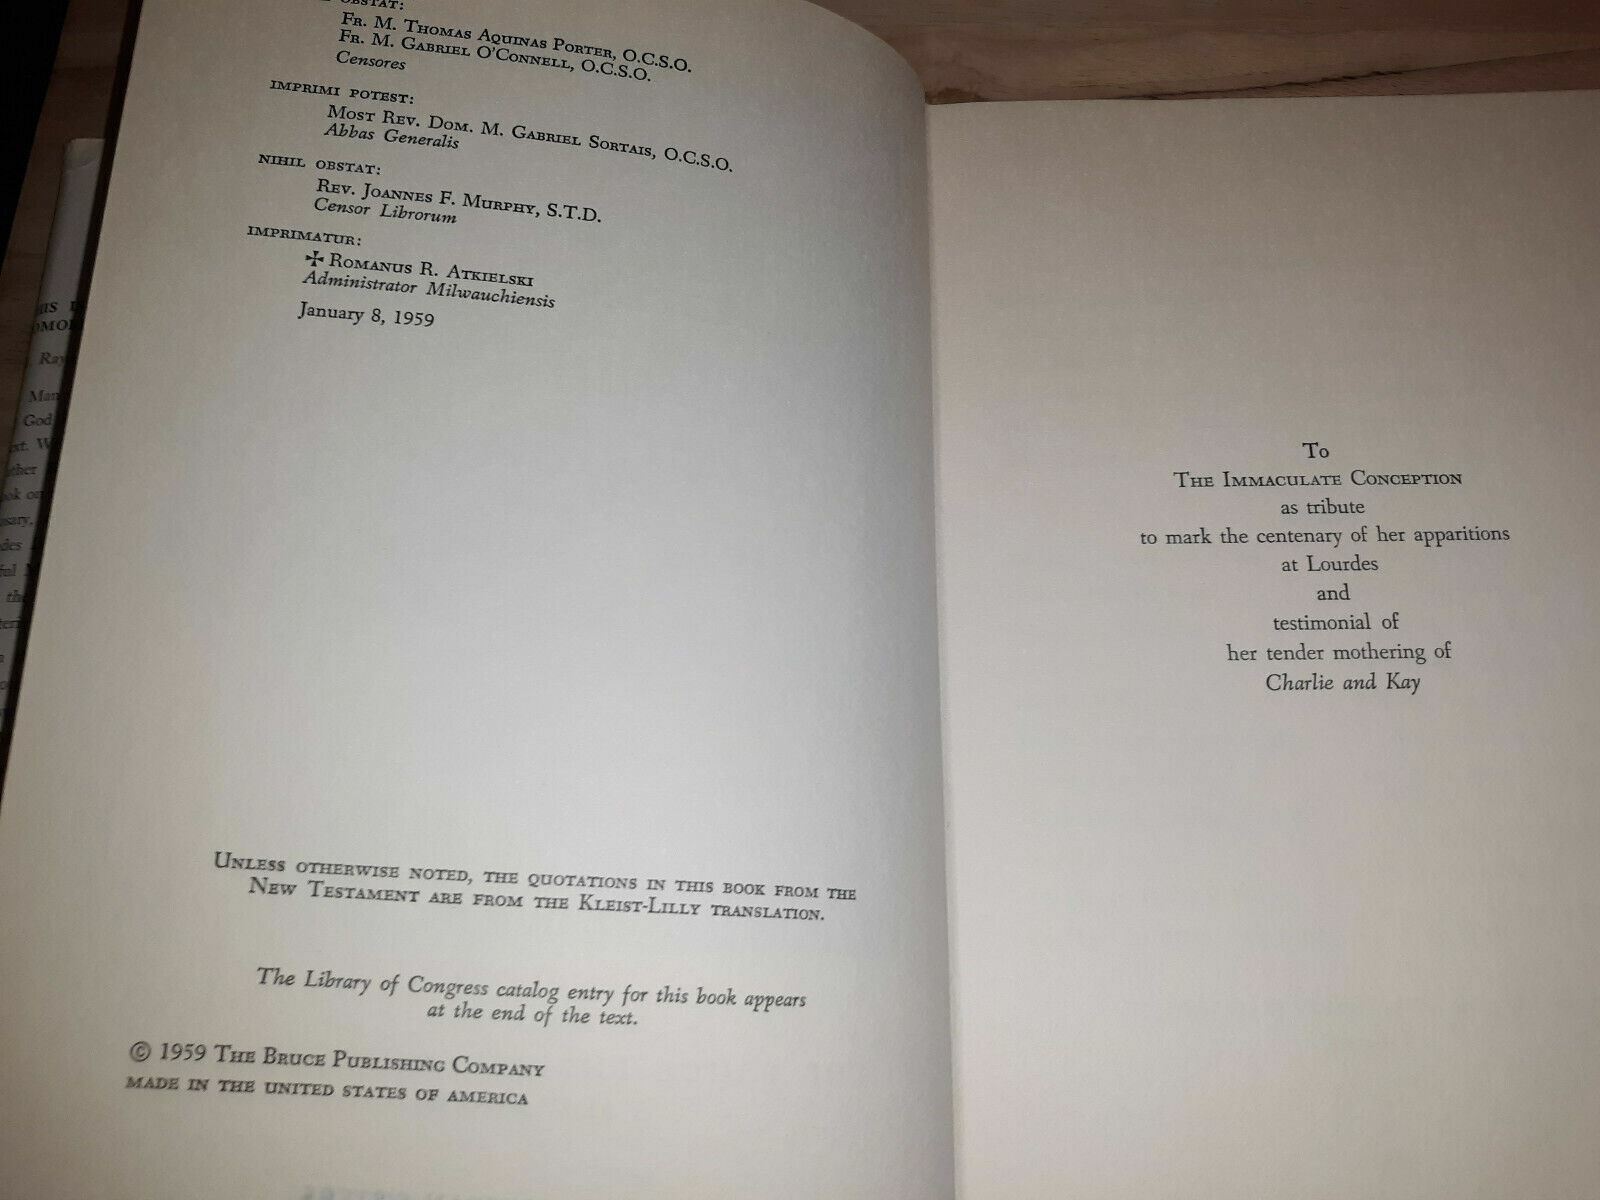 OBSTAT:
FR. M. THOMAS AQUINAS PORTER, O.C.S.O.
FR. M. GABRIEL O'CONNELL, O.C.S.O.
Censores
IMPRIMI POTEST:
MOST REV. DOM. M. GABRIEL SORTAIS, O.C.S.O.
Abbas Generalis
NIHIL OBSTAT:
REV. JOANNES F. MURPHY, S.T.D.
Censor Librorum
IMPRIMATUR:
✠ ROMANUS R. ATKIELSKI
Administrator Milwauchiensis
January 8, 1959
UNLESS OTHERWISE NOTED, THE QUOTATIONS IN THIS BOOK FROM THE
NEW TESTAMENT ARE FROM THE KLEIST-LILLY TRANSLATION.
The Library of Congress catalog entry for this book appears
at the end of the text.
© 1959 THE BRUCE PUBLISHING COMPANY
MADE IN THE UNITED STATES OF AMERICA
To
THE IMMACULATE CONCEPTION
as tribute
to mark the centenary of her apparitions
at Lourdes
and
testimonial of
her tender mothering of
Charlie and Kay
Ray
Man
God